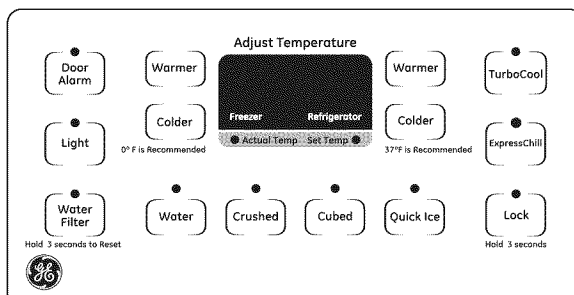 Adjust Temperature
Door
Alarm
Warmer
Warmer
TurboCool
Freezer
Refrigerator
Colder
Colder
Light
Actual Temp
Set Temp
ExpressChill
0° F is Recommended
37°F is Recommended
Water
Filter
Water
Crushed
Cubed
Quick Ice
Lock
Hold 3 seconds to Reset
Hold 3 seconds
GE